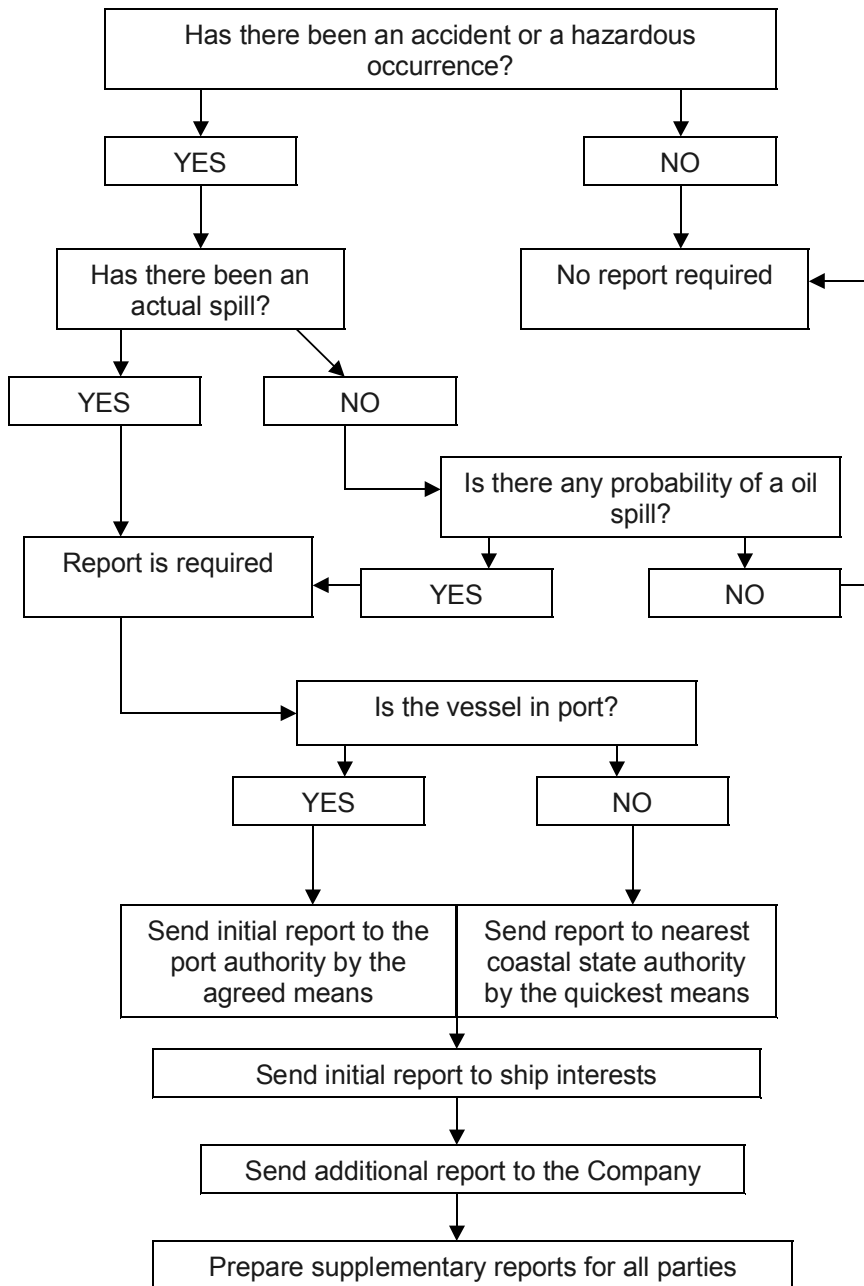 Has there been an accident or a hazardous
occurrence?
YES
NO
Has there been an
actual spill?
No report required
YES
NO
Is there any probability of a oil
spill?
Report is required
YES
NO
Is the vessel in port?
YES
NO
Send initial report to the
port authority by the
agreed means
Send report to nearest
coastal state authority
by the quickest means
Send initial report to ship interests
Send additional report to the Company
Prepare supplementary reports for all parties